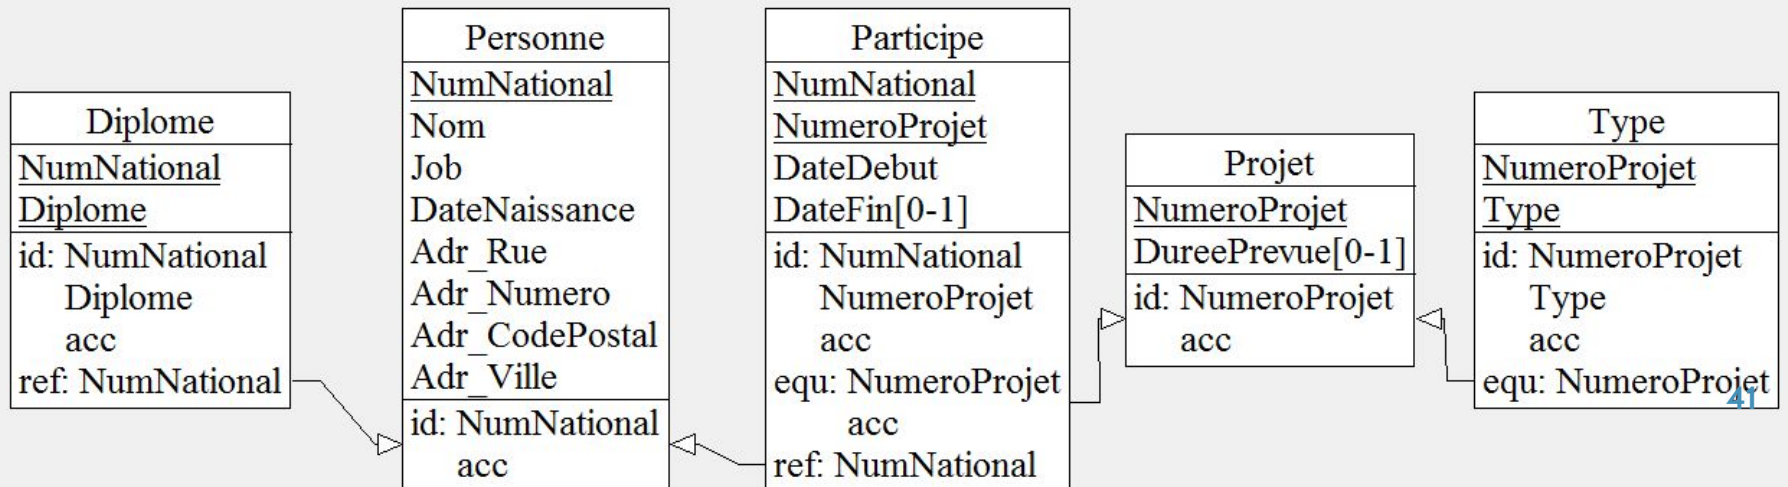 Diplome
NumNational
Diplome
id: NumNational
Diplome
acc
ref: NumNational
Personne
NumNational
Nom
Job
DateNaissance
Adr_Rue
Adr_Numero
Adr_CodePostal
Adr_Ville
id: NumNational
acc
Participe
NumNational
NumeroProjet
DateDebut
DateFin[0-1]
id: NumNational
NumeroProjet
acc
equ: NumeroProjet
acc
ref: NumNational
Projet
NumeroProjet
DureePrevue[0-1]
id: NumeroProjet
acc
Type
NumeroProjet
Type
id: NumeroProjet
Type
acc
equ: NumeroProjet
41